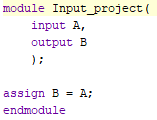 module Input_project(
input A,
output B
);
assign B = A;
endmodule